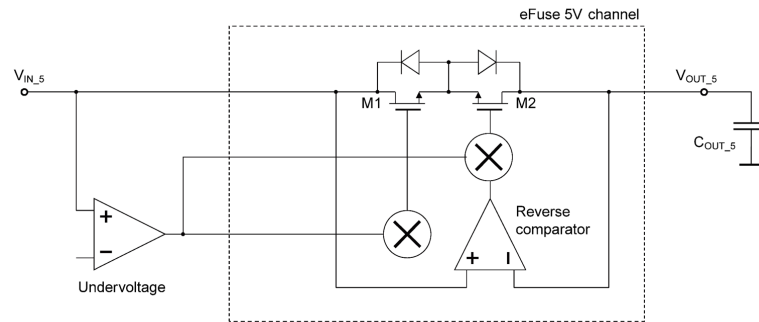 eFuse 5V channel
V_IN_5
V_OUT_5
M1
M2
C_OUT_5
+
−
Reverse
comparator
+
−
Undervoltage